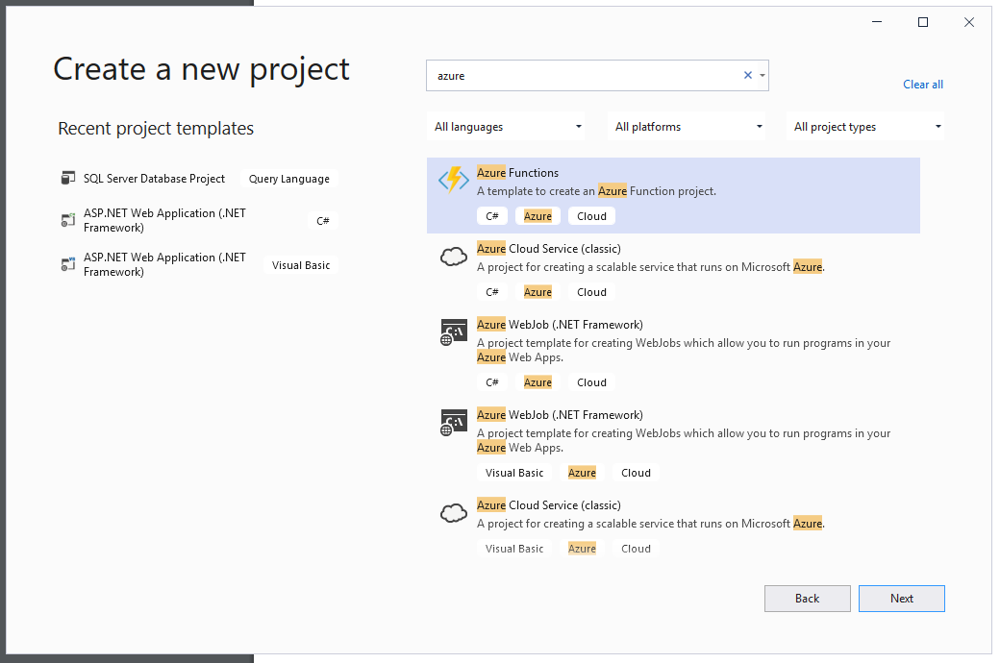 Create a new project
azure
Clear all
Recent project templates
All languages
All platforms
All project types
SQL Server Database Project
Query Language
ASP.NET Web Application (.NET
Framework)
C#
ASP.NET Web Application (.NET
Framework)
Visual Basic
Azure Functions
A template to create an Azure Function project.
C#
Azure
Cloud
Azure Cloud Service (classic)
A project for creating a scalable service that runs on Microsoft Azure.
C#
Azure
Cloud
Azure WebJob (.NET Framework)
A project template for creating WebJobs which allow you to run programs in your
Azure Web Apps.
C#
Azure
Cloud
Azure WebJob (.NET Framework)
A project template for creating WebJobs which allow you to run programs in your
Azure Web Apps.
Visual Basic
Azure
Cloud
Azure Cloud Service (classic)
A project for creating a scalable service that runs on Microsoft Azure.
Visual Basic
Azure
Cloud
Back
Next